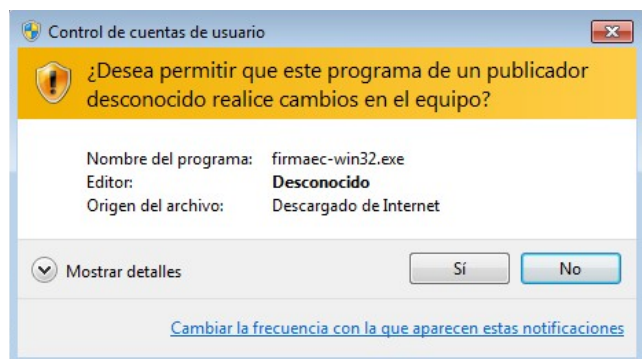 Control de cuentas de usuario
¿Desea permitir que este programa de un publicador
desconocido realice cambios en el equipo?
Nombre del programa: firmaec-win32.exe
Editor: Desconocido
Origen del archivo: Descargado de Internet
Mostrar detalles Sí No
Cambiar la frecuencia con la que aparecen estas notificaciones